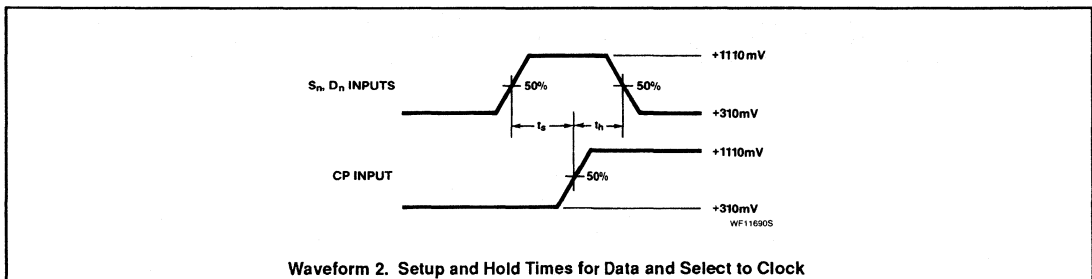 +1110mV
Sn, Dn INPUTS
50%
50%
+310mV
ts
th
+1110mV
CP INPUT
50%
+310mV
WF11690S
Waveform 2. Setup and Hold Times for Data and Select to Clock